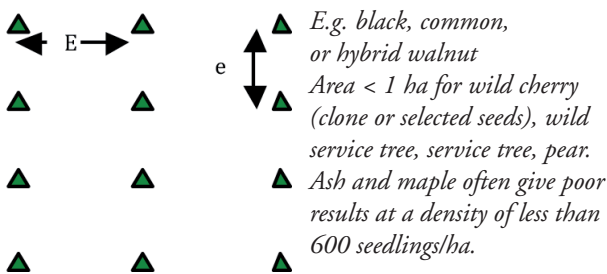 E
e
E.g. black, common,
or hybrid walnut
Area < 1 ha for wild cherry
(clone or selected seeds), wild
service tree, service tree, pear.
Ash and maple often give poor
results at a density of less than
600 seedlings/ha.